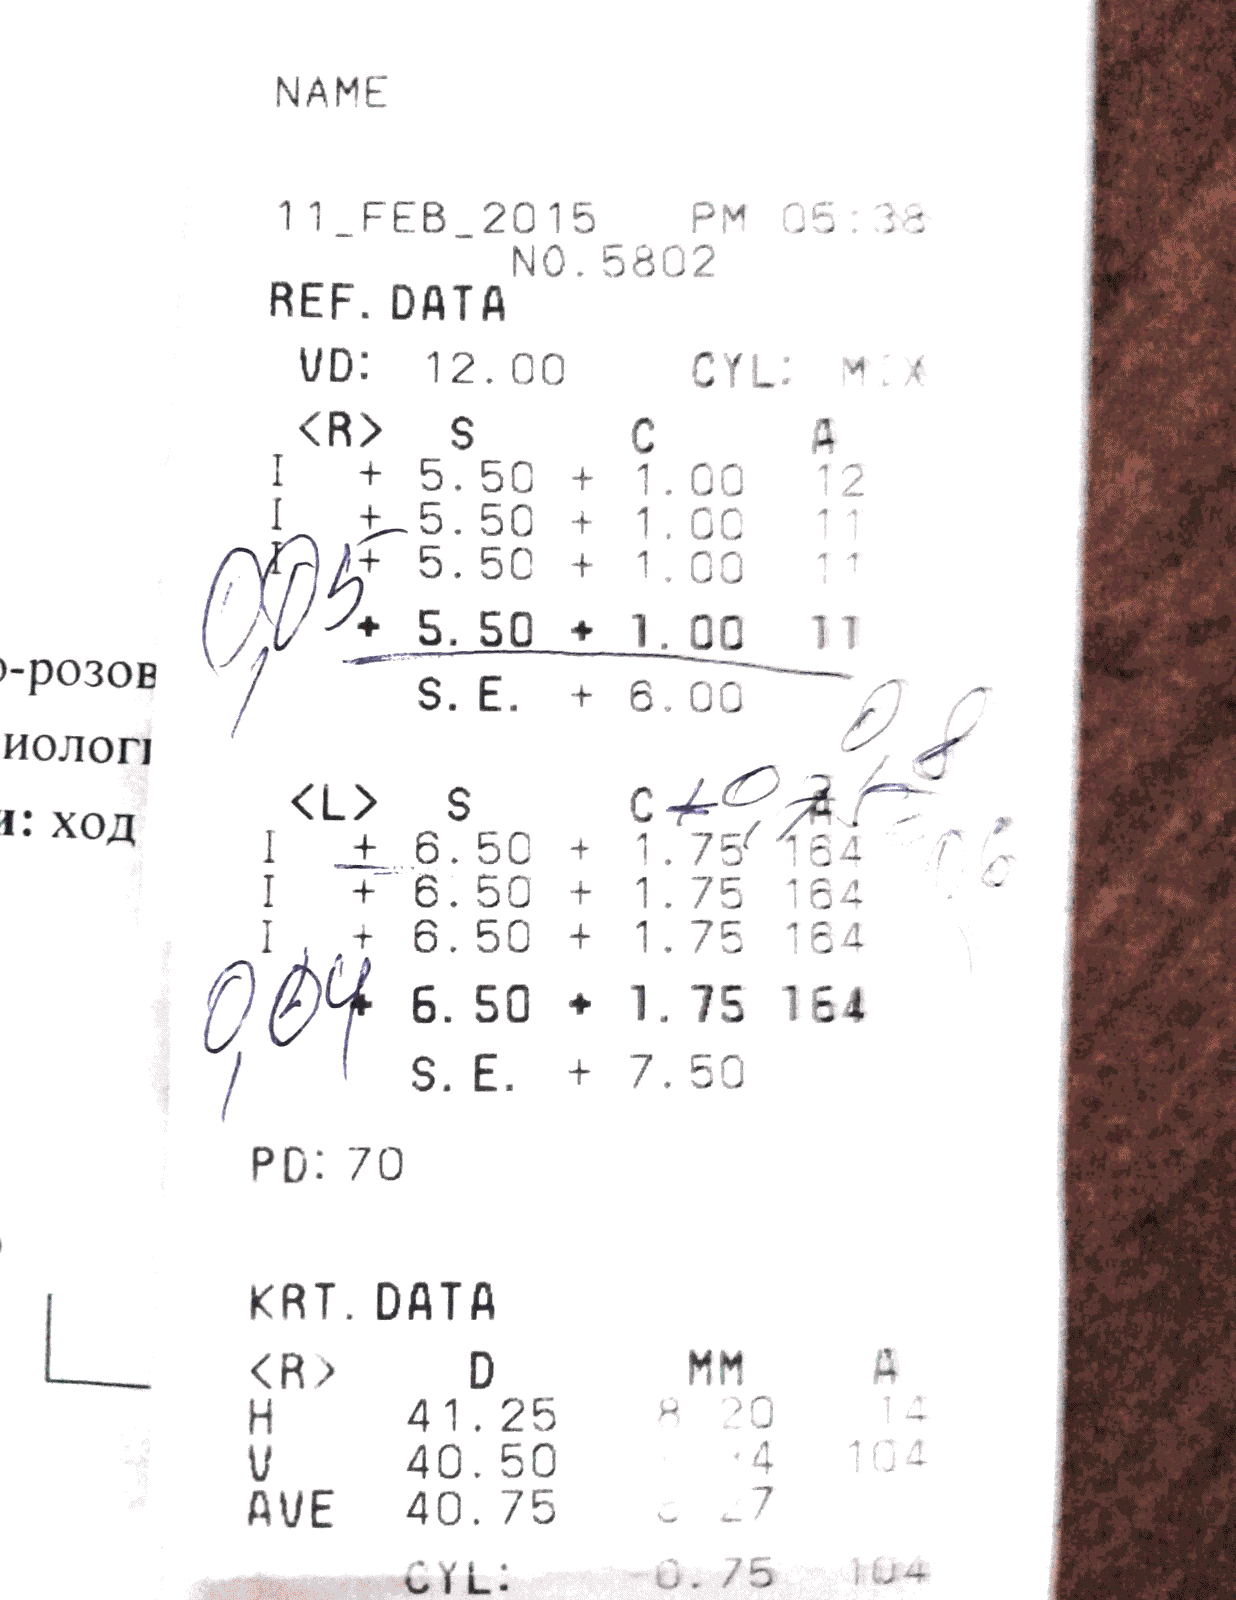 NAME
11_FEB_2015 PM 05:38
NO.5802
REF. DATA
VD: 12.00 CYL: MIX
<R> S C A
I + 5.50 + 1.00 12
I + 5.50 + 1.00 11
I + 5.50 + 1.00 11
0,05
+ 5.50 + 1.00 11
S.E. + 6.00
0,8
<L> S C A
I + 6.50 + 1.75 164
I + 6.50 + 1.75 164
I + 6.50 + 1.75 164
0,04
+ 6.50 + 1.75 164
S.E. + 7.50
PD: 70
KRT. DATA
<R> D MM A
H 41.25 8 20 14
V 40.50 104
AVE 40.75 27
CYL: -0.75 104
о-розов
иологи
и: ход